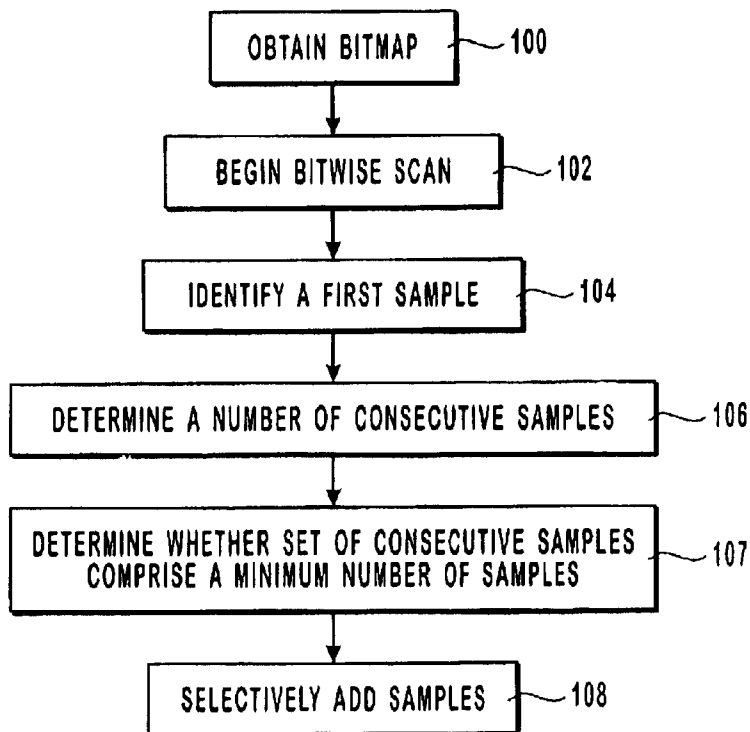 OBTAIN BITMAP 100
BEGIN BITWISE SCAN 102
IDENTIFY A FIRST SAMPLE 104
DETERMINE A NUMBER OF CONSECUTIVE SAMPLES 106
DETERMINE WHETHER SET OF CONSECUTIVE SAMPLES
COMPRISE A MINIMUM NUMBER OF SAMPLES 107
SELECTIVELY ADD SAMPLES 108